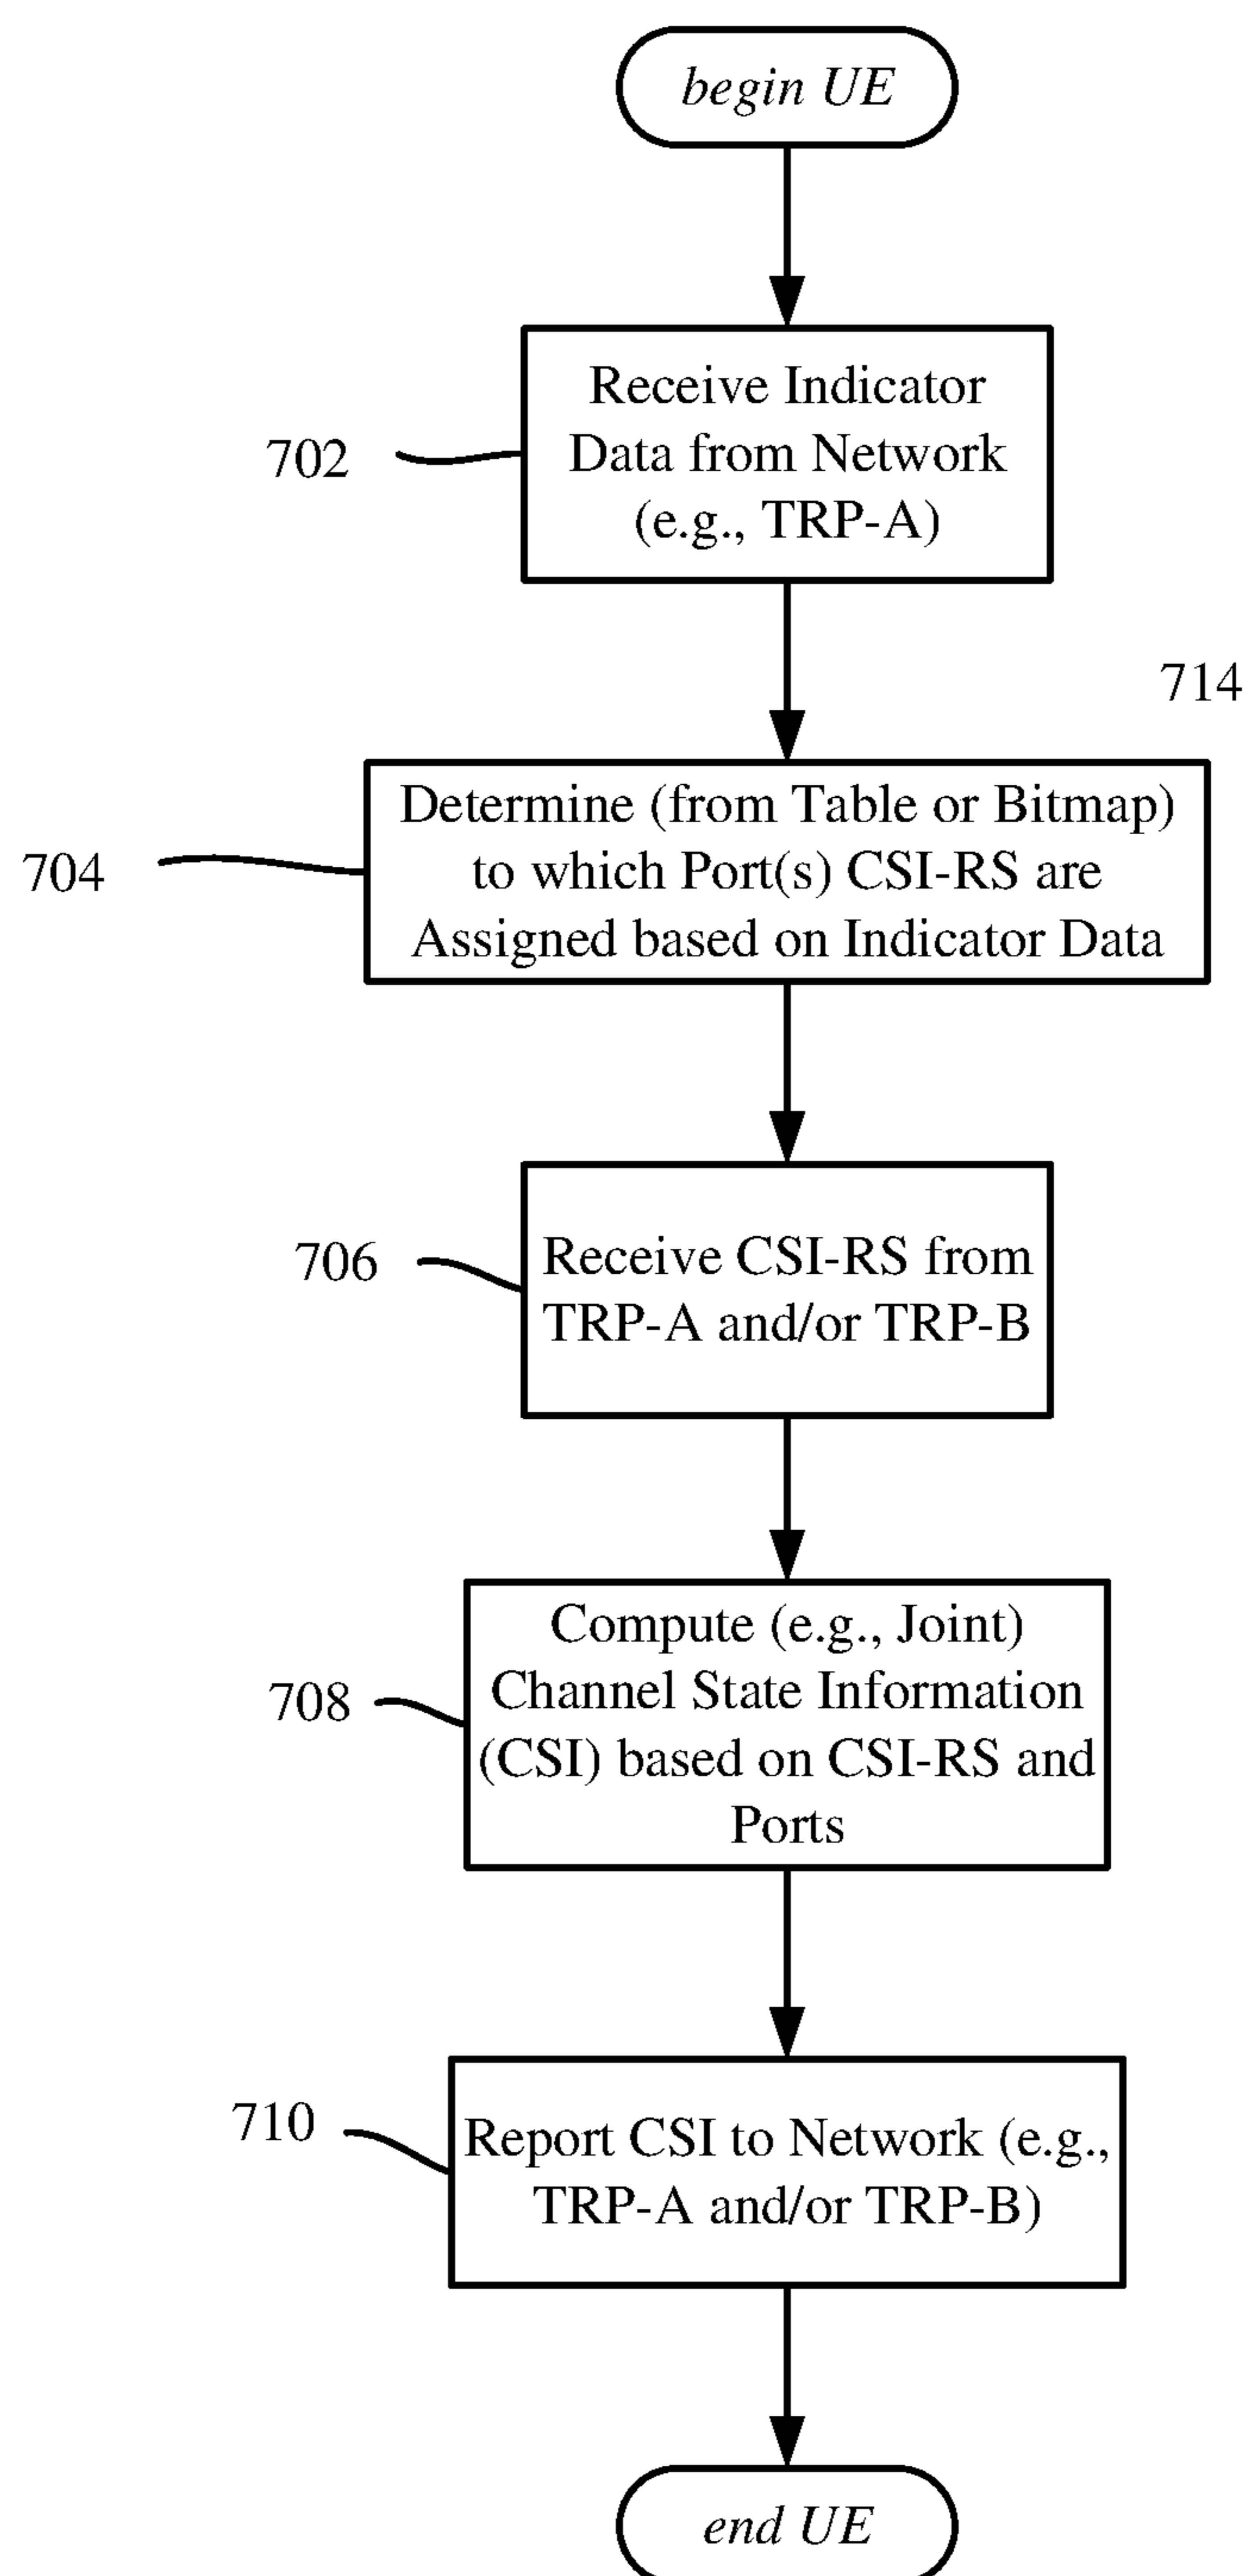 begin UE
702
Receive Indicator
Data from Network
(e.g., TRP-A)
714
704
Determine (from Table or Bitmap)
to which Port(s) CSI-RS are
Assigned based on Indicator Data
706
Receive CSI-RS from
TRP-A and/or TRP-B
708
Compute (e.g., Joint)
Channel State Information
(CSI) based on CSI-RS and
Ports
710
Report CSI to Network (e.g.,
TRP-A and/or TRP-B)
end UE